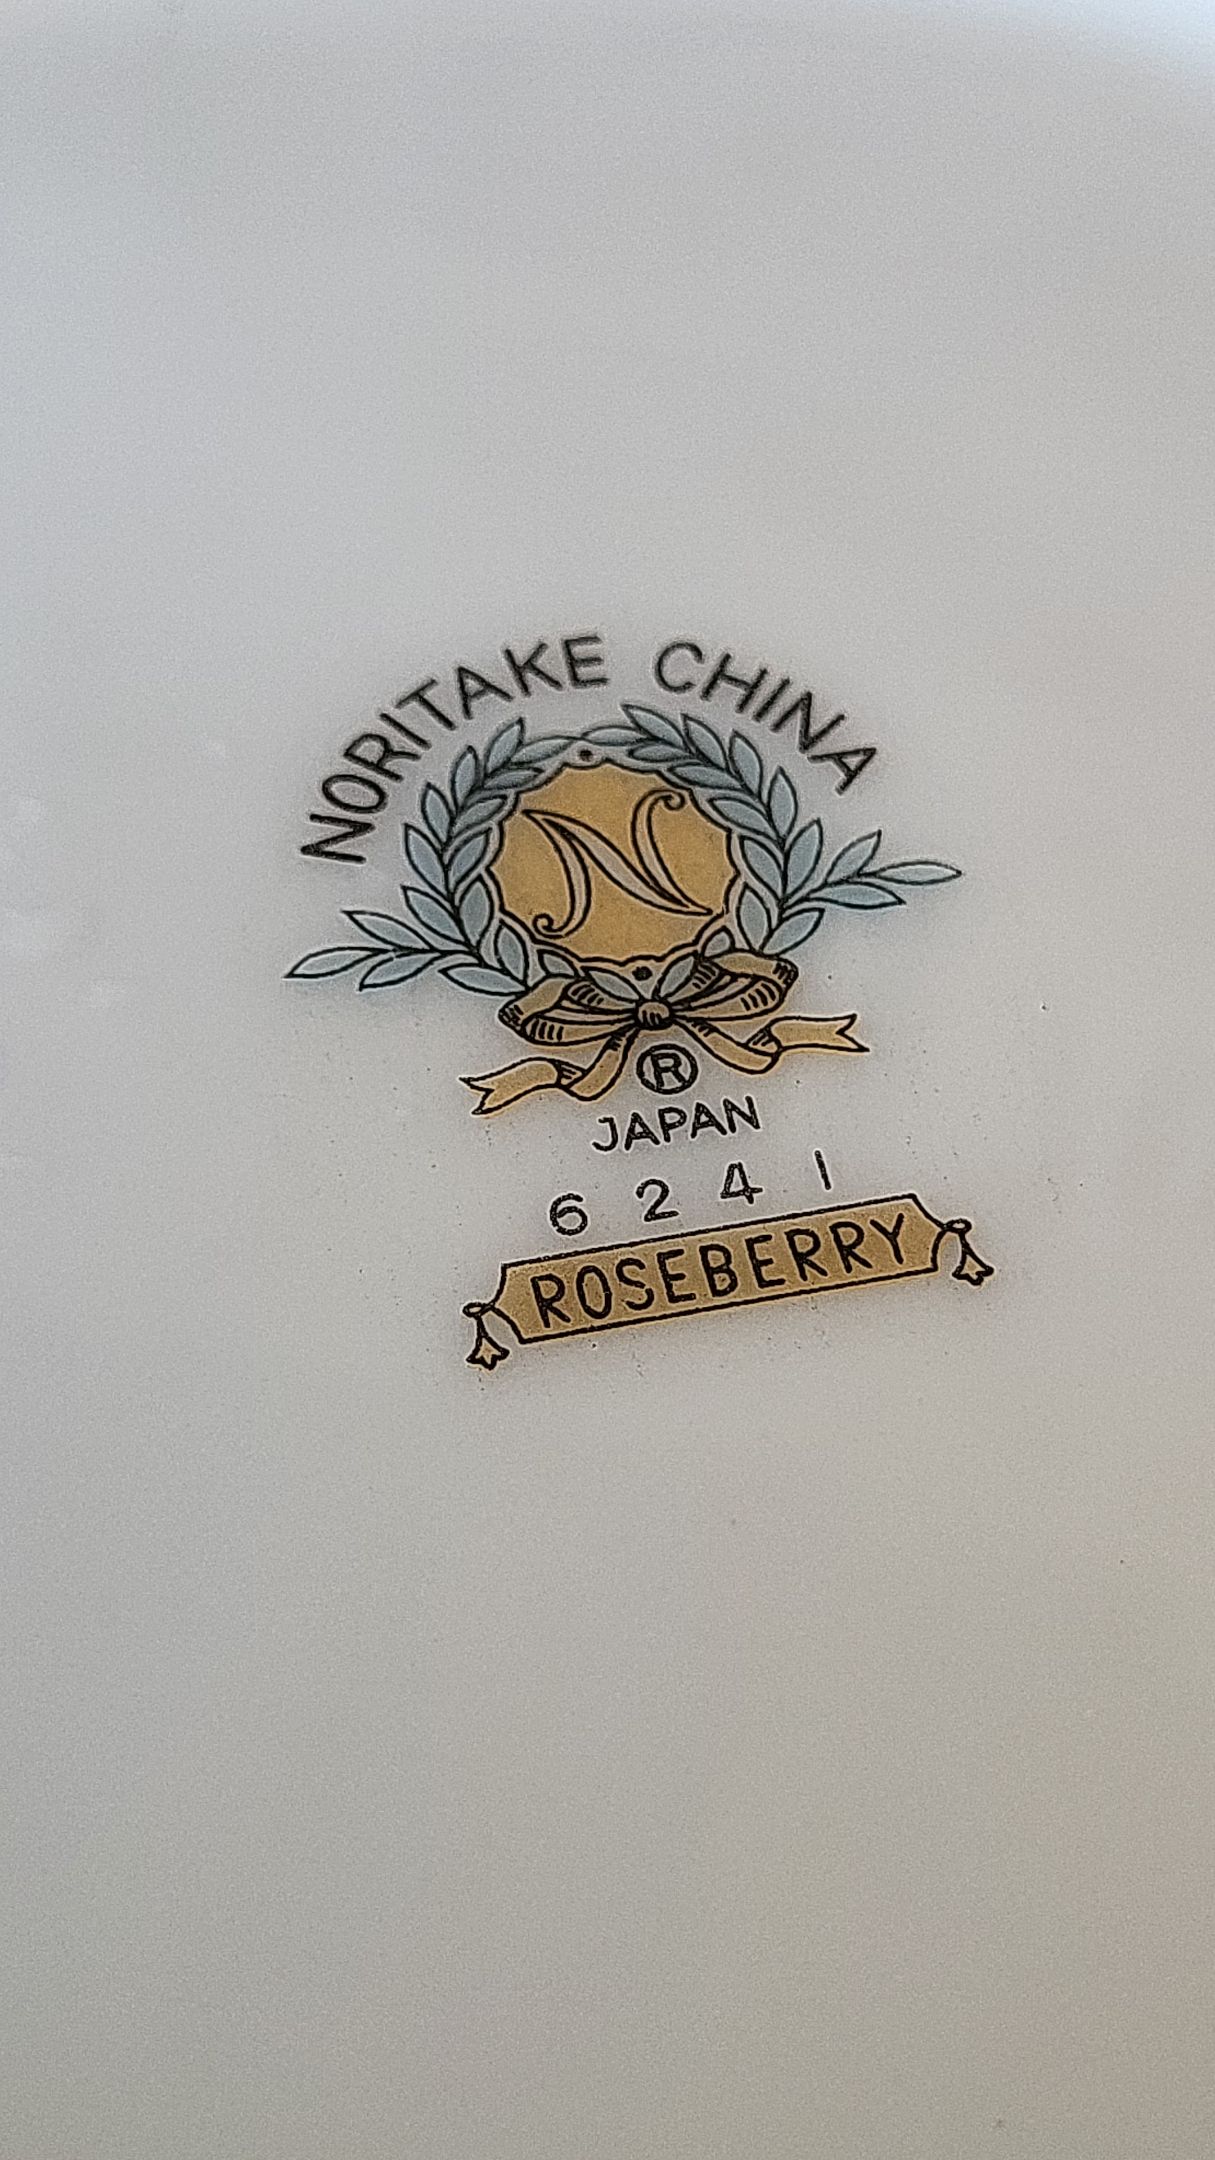 NORITAKE CHINA
N
®
JAPAN
6241
ROSEBERRY